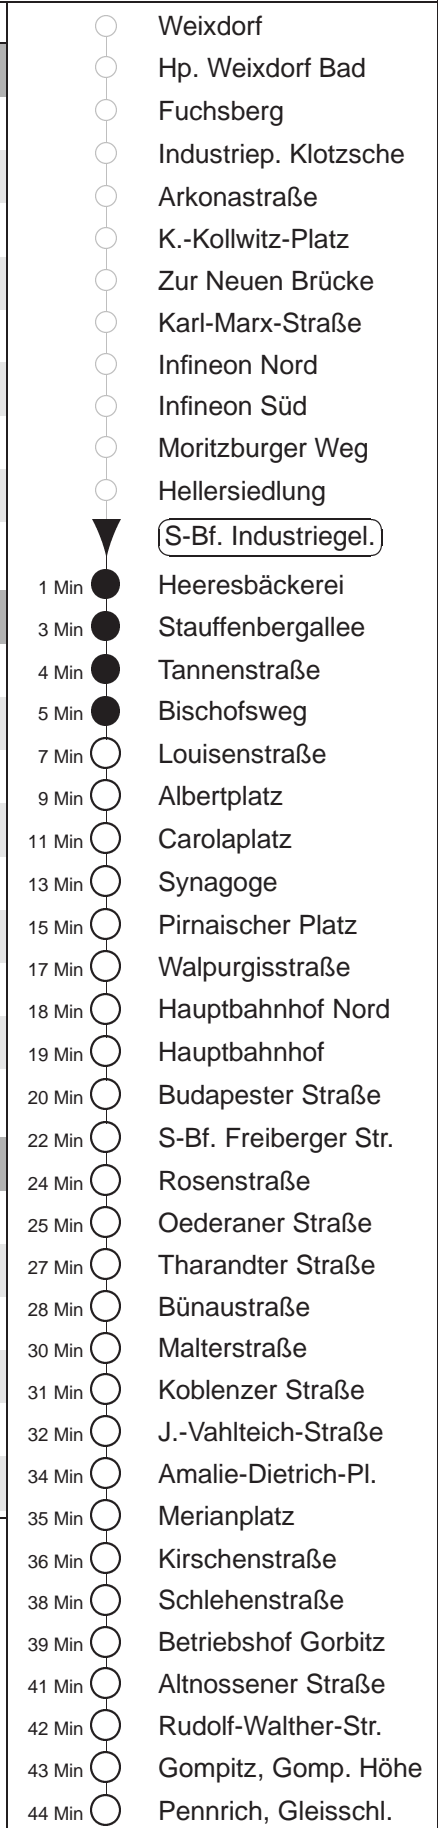 Weixdorf
Hp. Weixdorf Bad
Fuchsberg
Industriep. Klotzsche
Arkonastraße
K.-Kollwitz-Platz
Zur Neuen Brücke
Karl-Marx-Straße
Infineon Nord
Infineon Süd
Moritzburger Weg
Hellersiedlung
S-Bf. Industriegel.
1 Min Heeresbäckerei
3 Min Stauffenbergallee
4 Min Tannenstraße
5 Min Bischofsweg
7 Min Louisenstraße
9 Min Albertplatz
11 Min Carolaplatz
13 Min Synagoge
15 Min Pirnaischer Platz
17 Min Walpurgisstraße
18 Min Hauptbahnhof Nord
19 Min Hauptbahnhof
20 Min Budapester Straße
22 Min S-Bf. Freiberger Str.
24 Min Rosenstraße
25 Min Oederaner Straße
27 Min Tharandter Straße
28 Min Bünaustraße
30 Min Malterstraße
31 Min Koblenzer Straße
32 Min J.-Vahlteich-Straße
34 Min Amalie-Dietrich-Pl.
35 Min Merianplatz
36 Min Kirschenstraße
38 Min Schlehenstraße
39 Min Betriebshof Gorbitz
41 Min Altnossener Straße
42 Min Rudolf-Walther-Str.
43 Min Gompitz, Gomp. Höhe
44 Min Pennrich, Gleisschl.